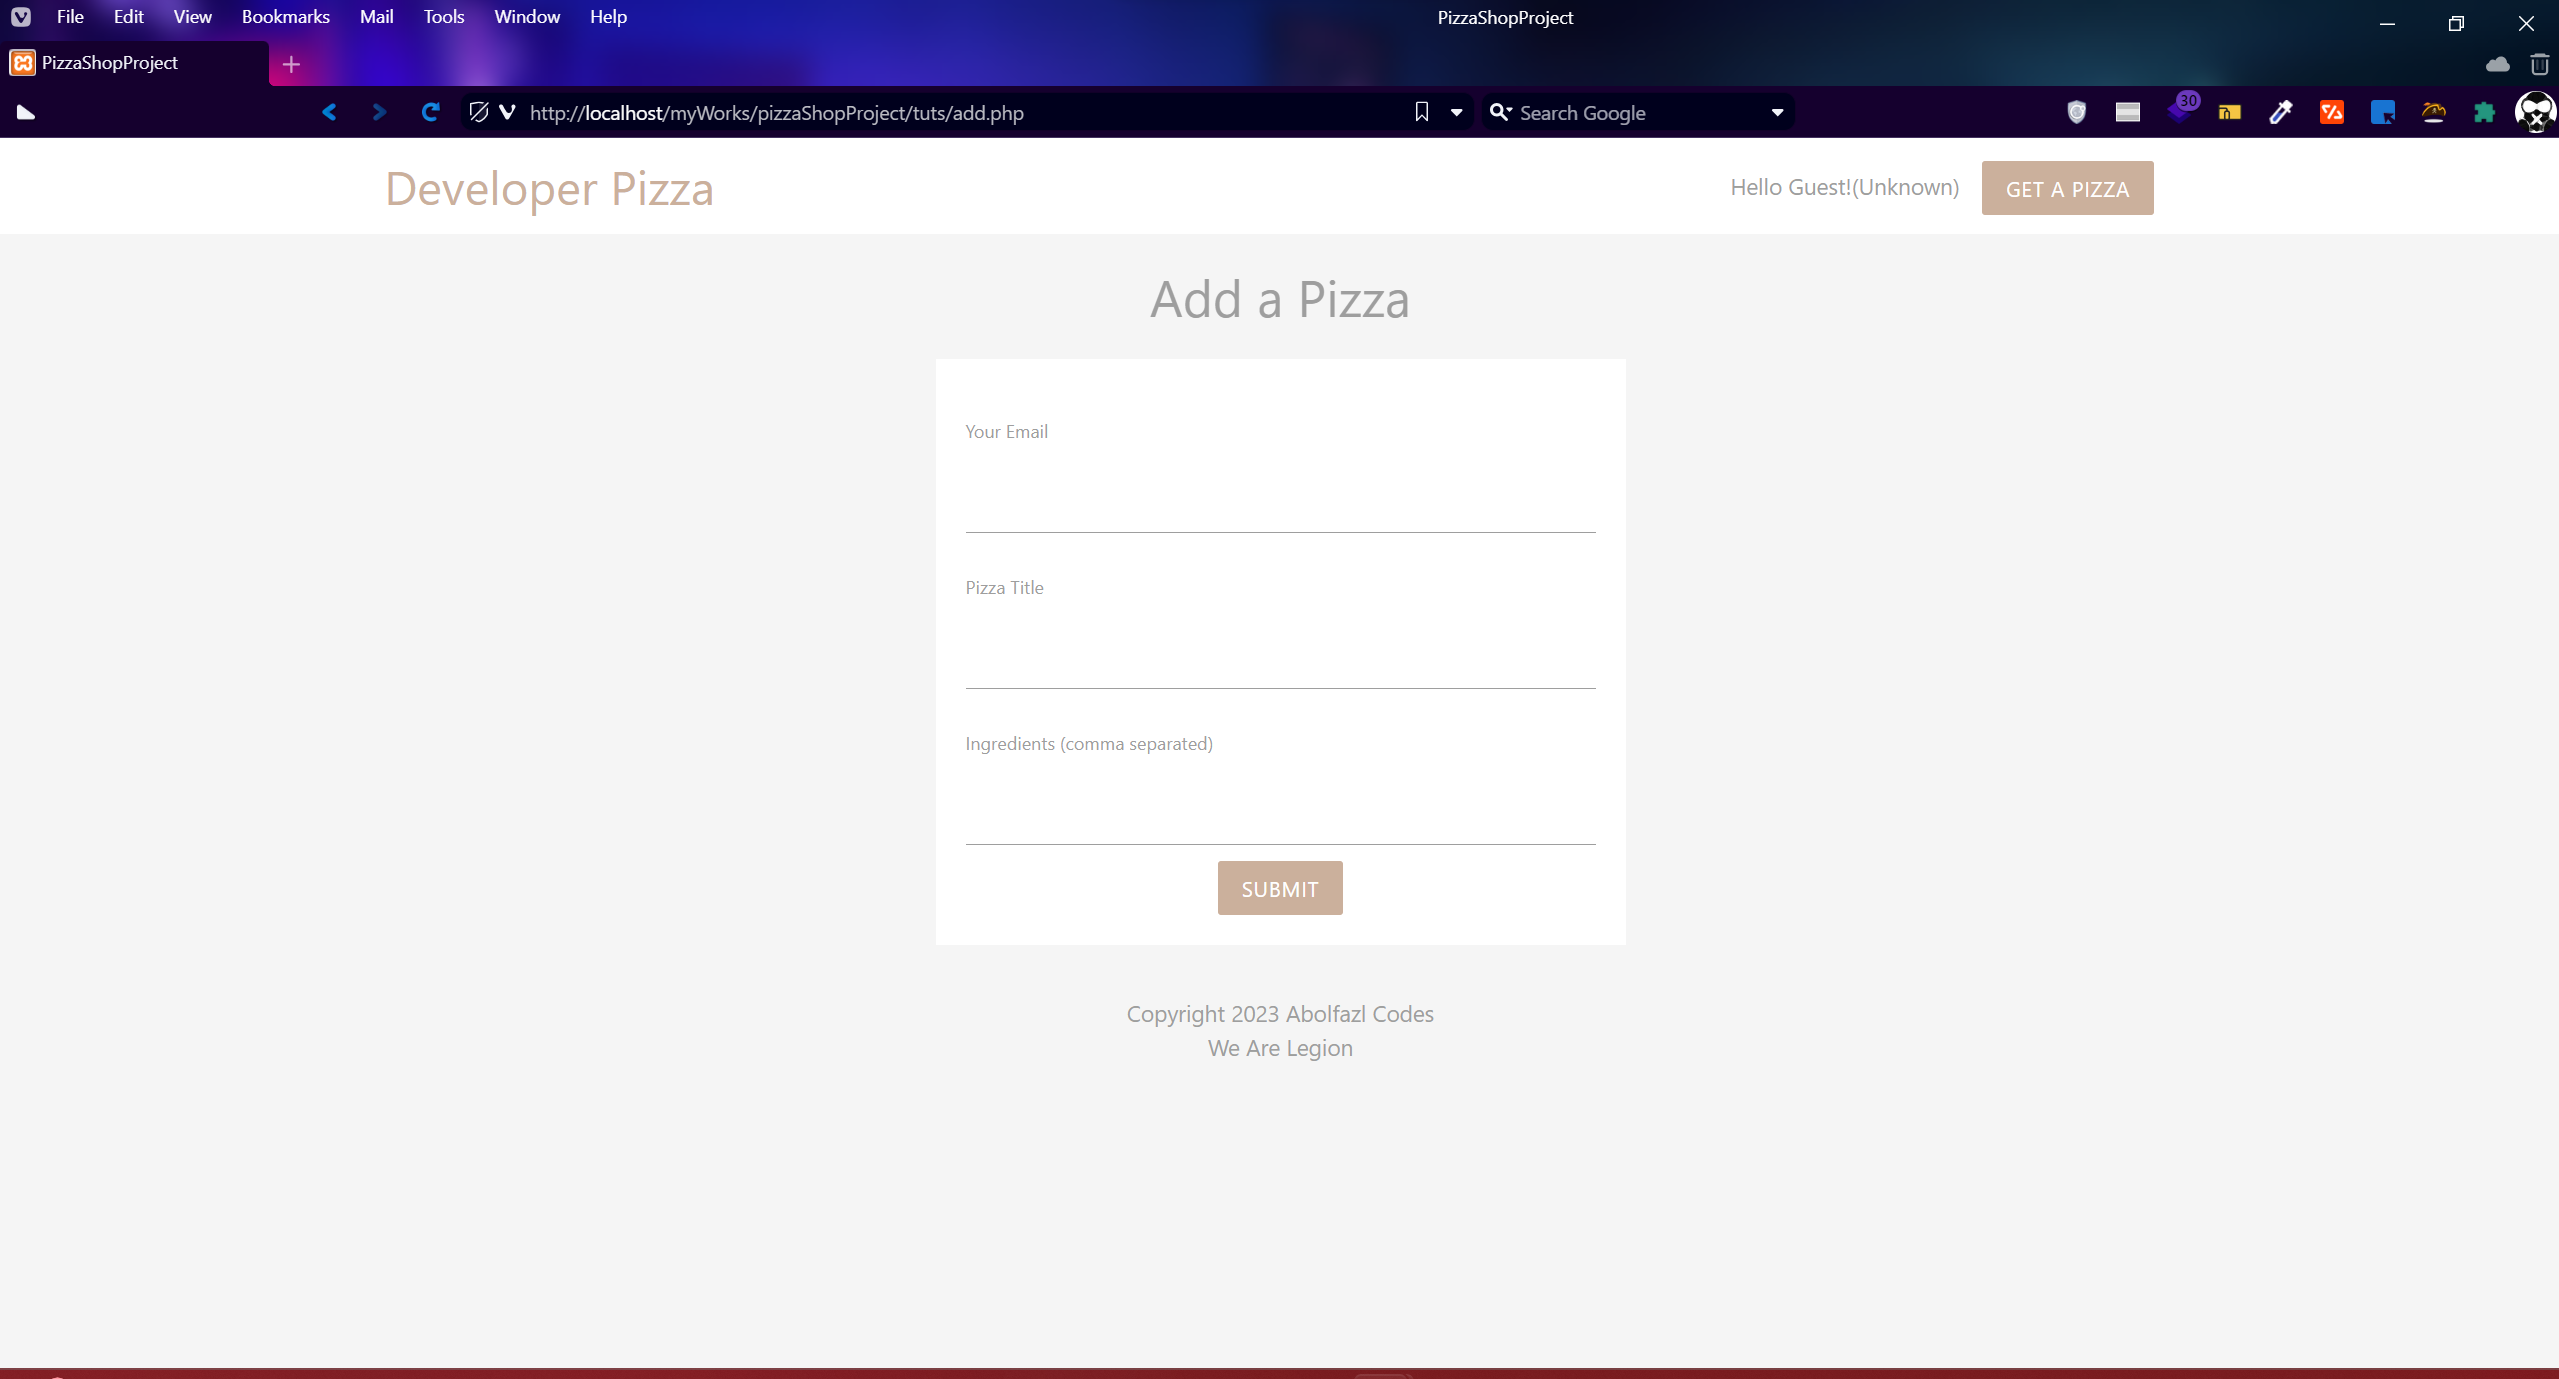 File Edit View Bookmarks Mail Tools Window Help PizzaShopProject
PizzaShopProject
http://localhost/myWorks/pizzaShopProject/tuts/add.php Search Google 30
Developer Pizza Hello Guest!(Unknown) GET A PIZZA
Add a Pizza
Your Email
Pizza Title
Ingredients (comma separated)
SUBMIT
Copyright 2023 Abolfazl Codes
We Are Legion